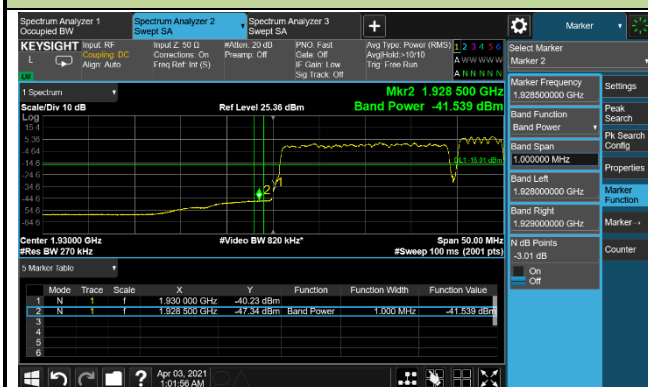 Spectrum Analyzer 1
Occupied BW
Spectrum Analyzer 2
Swept SA
Spectrum Analyzer 3
Swept SA
+
Marker
KEYSIGHT
L
LU
Input: RF
Coupling: DC
Align: Auto
Input Z: 50 Ω
Corrections: On
Freq Ref: Int (S)
#Atten: 20 dB
Preamp: Off
PNO: Fast
Gate: Off
IF Gain: Low
Sig Track: Off
Avg Type: Power (RMS)
Avg|Hold:>10/10
Trig: Free Run
1 2 3 4 5 6
A W W W W W
A N N N N N
Select Marker
Marker 2
1 Spectrum
Scale/Div 10 dB
Ref Level 25.36 dBm
Mkr2 1.928 500 GHz
Band Power -41.539 dBm
Log
15.4
5.36
-4.64
-14.6
-24.6
-34.6
-44.6
-54.6
-64.6
DL1 -16.01 dBm
2
Center 1.93000 GHz
#Video BW 820 kHz*
Span 50.00 MHz
#Res BW 270 kHz
#Sweep 100 ms (2001 pts)
5 Marker Table
Mode Trace Scale X Y Function Function Width Function Value
1 N 1 f 1.930 000 GHz -40.23 dBm
2 N 1 f 1.928 500 GHz -47.34 dBm Band Power 1.000 MHz -41.539 dBm
3
4
5
6
Marker Frequency
1.928500000 GHz
Band Function
Band Power
Band Span
1.000000 MHz
Band Left
1.928000000 GHz
Band Right
1.929000000 GHz
N dB Points
-3.01 dB
On
Off
Settings
Peak
Search
Pk Search
Config
Properties
Marker
Function
Marker→
Counter
?
Apr 03, 2021
1:01:56 AM